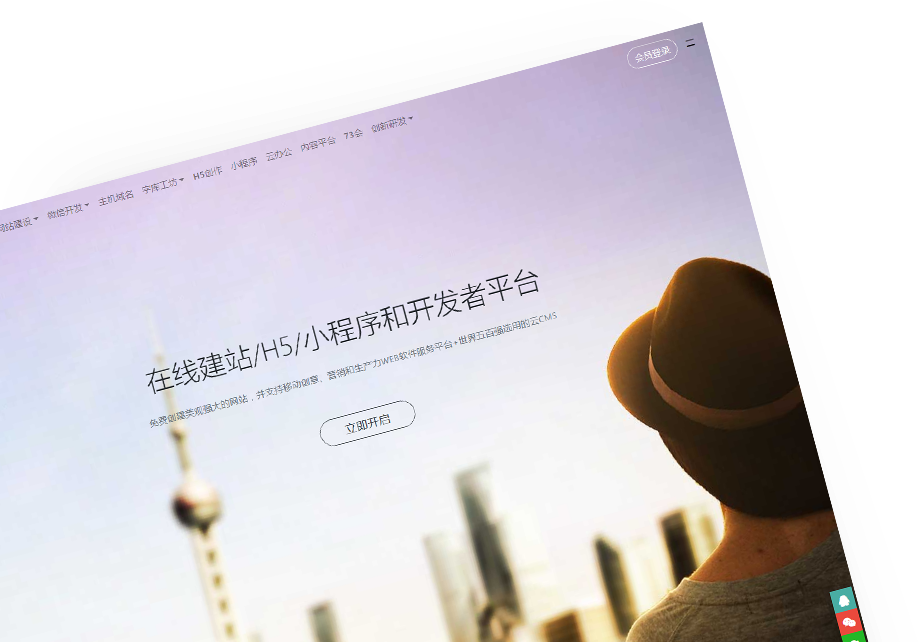 会员登录
网站建设 微信开发 主机域名 字库工坊 H5创作 小程序 云办公 内容平台 73会 创新研发
在线建站/H5/小程序和开发者平台
免费创建美观强大的网站，并支持移动创意、营销和生产力WEB软件服务平台+世界五百强选用的云CMS
立即开启